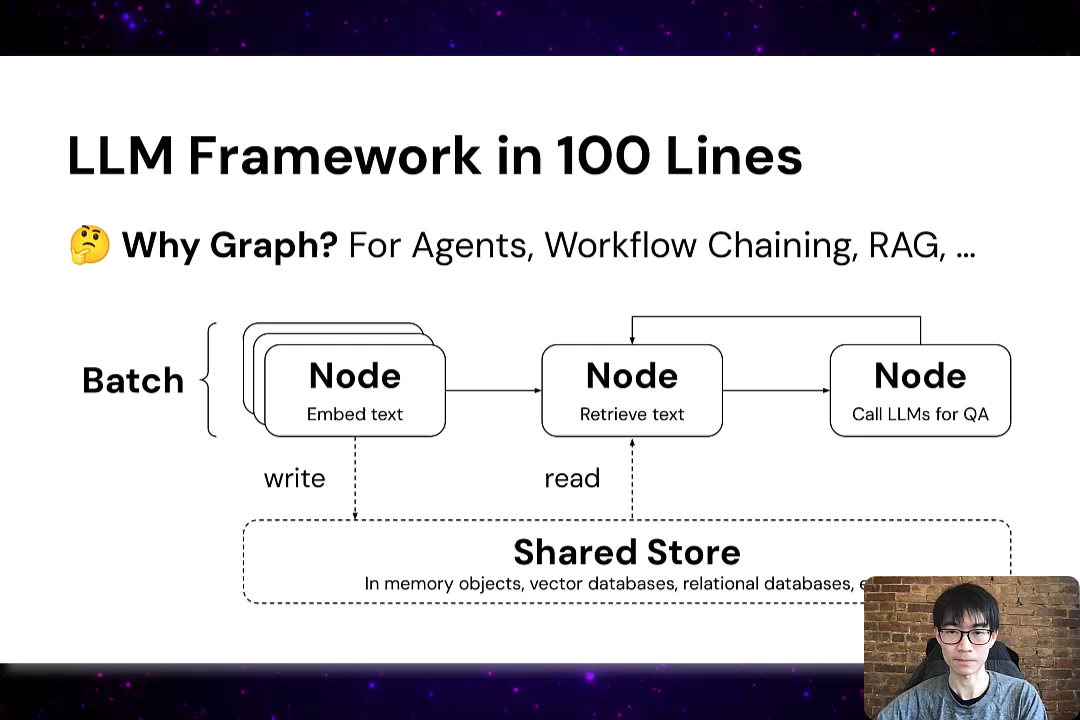 LLM Framework in 100 Lines
🤔 Why Graph? For Agents, Workflow Chaining, RAG, ...
Batch
Node
Embed text
Node
Retrieve text
Node
Call LLMs for QA
write
read
Shared Store
In memory objects, vector databases, relational databases,